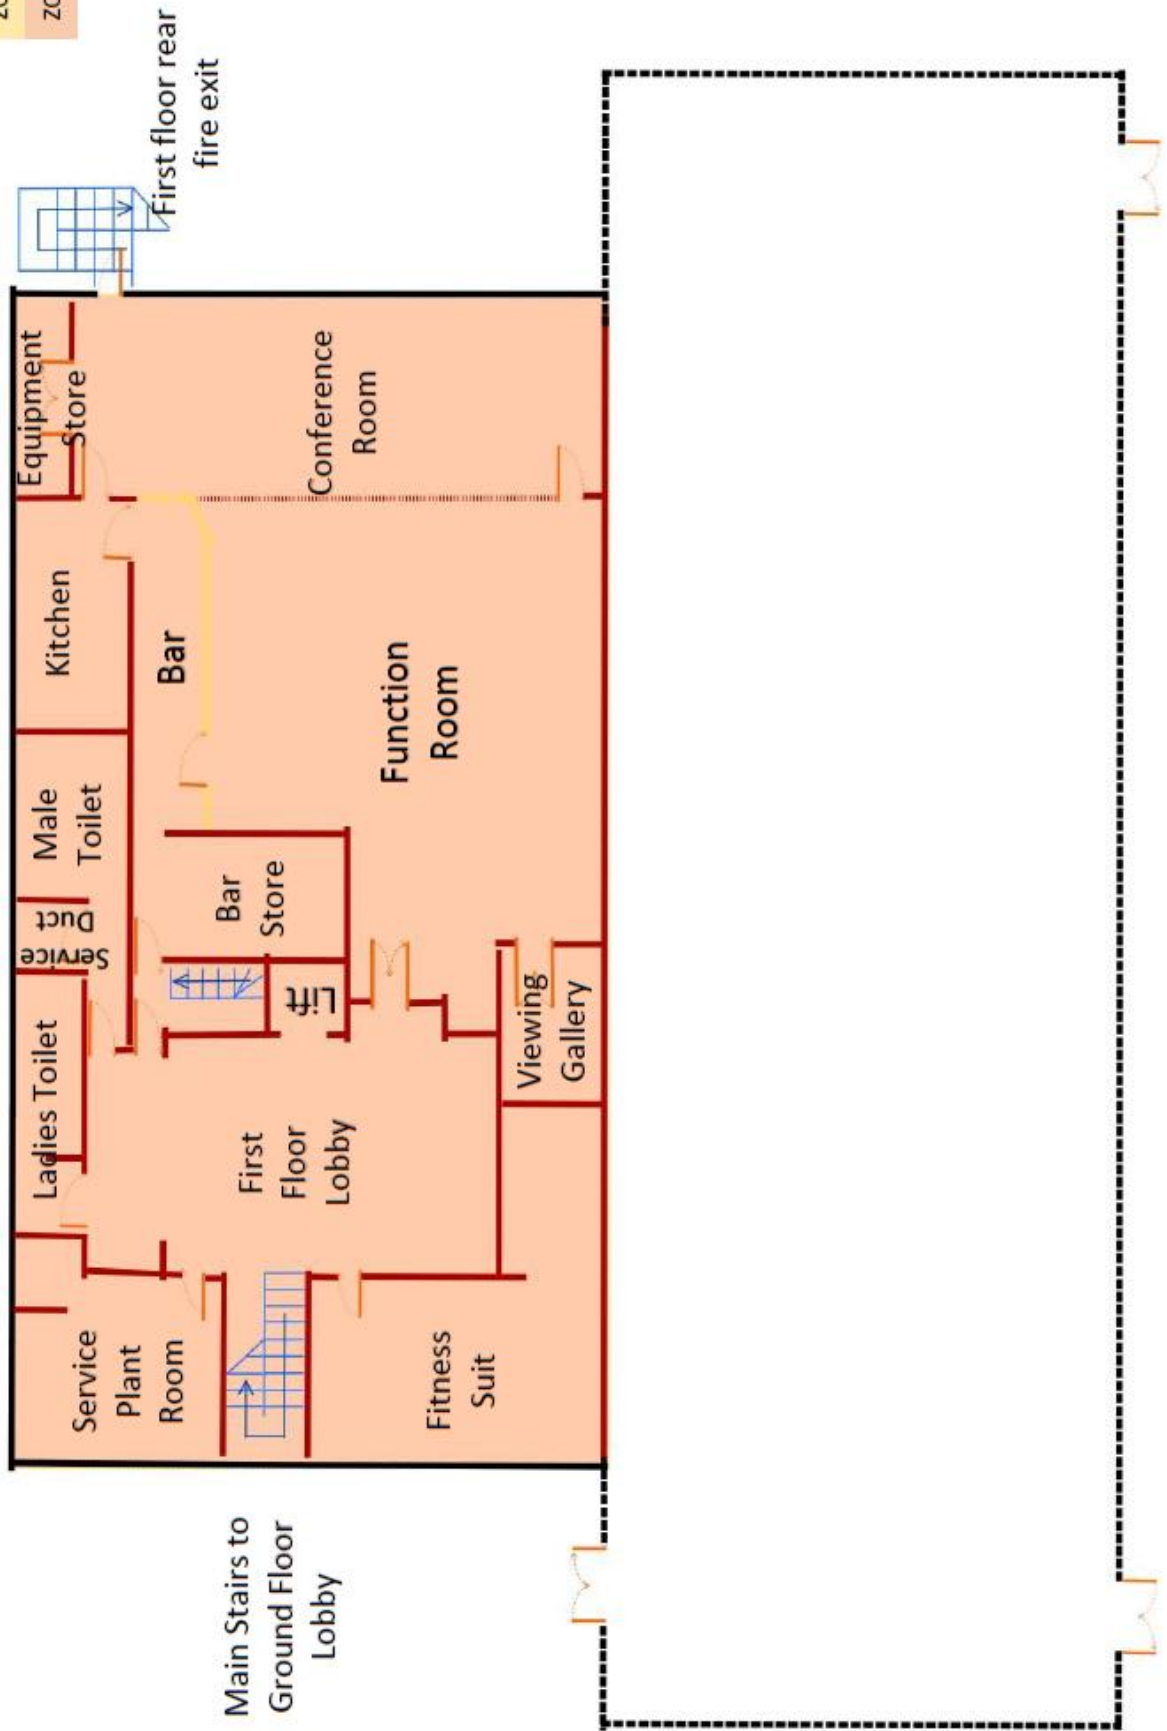 First floor rear
fire exit
Equipment
Store
Conference
Room
Kitchen
Bar
Function
Room
Male
Toilet
Service
Duct
Bar
Store
Lift
Ladies Toilet
Viewing
Gallery
First
Floor
Lobby
Service
Plant
Room
Fitness
Suit
Main Stairs to
Ground Floor
Lobby